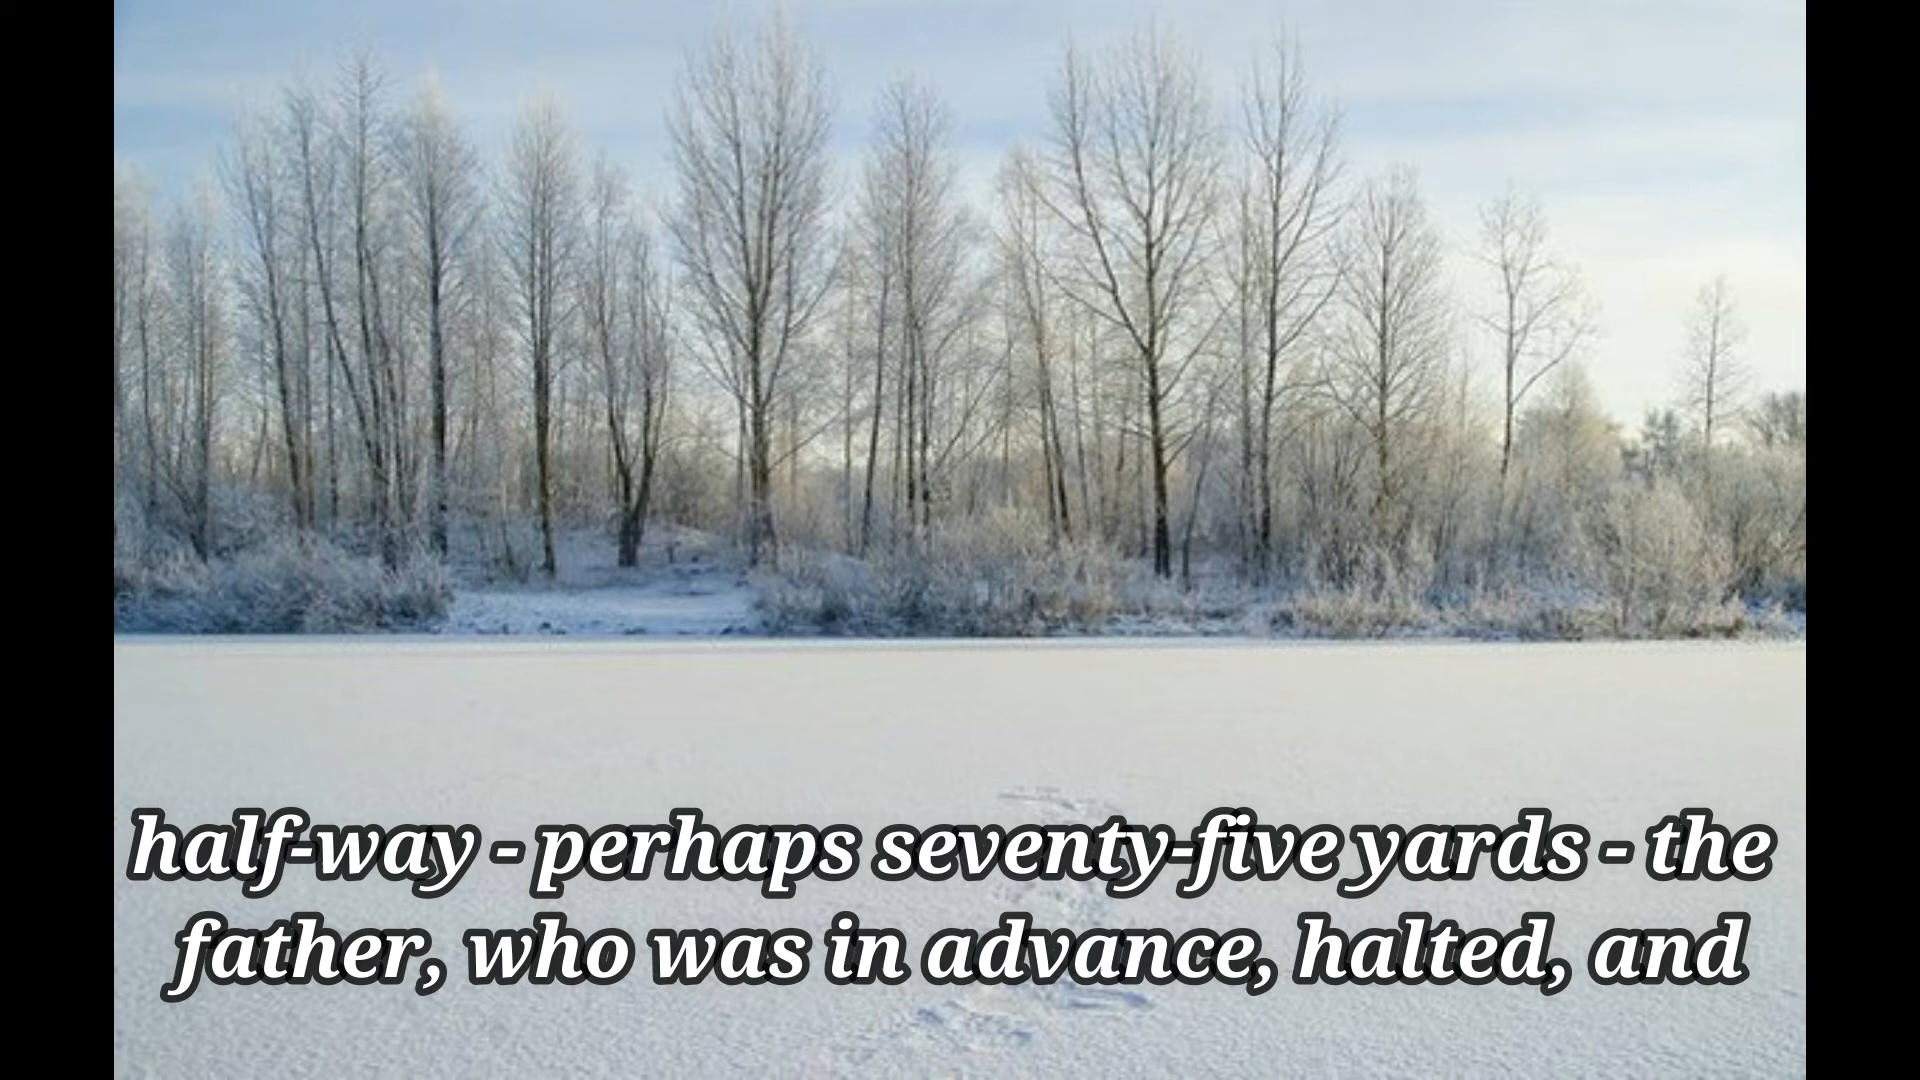 half-way - perhaps seventy-five yards - the
father, who was in advance, halted, and